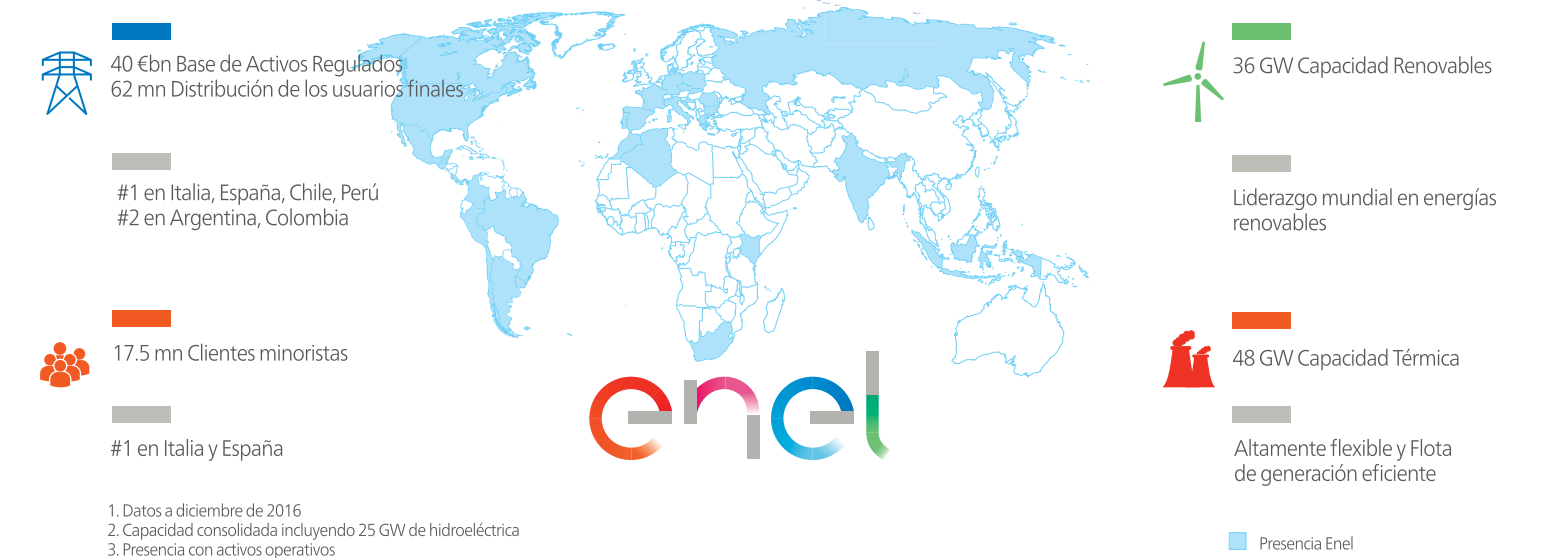 40 €bn Base de Activos Regulados
62 mn Distribución de los usuarios finales
#1 en Italia, España, Chile, Perú
#2 en Argentina, Colombia
17.5 mn Clientes minoristas
#1 en Italia y España
1. Datos a diciembre de 2016
2. Capacidad consolidada incluyendo 25 GW de hidroeléctrica
3. Presencia con activos operativos
enel
36 GW Capacidad Renovables
Liderazgo mundial en energías
renovables
48 GW Capacidad Térmica
Altamente flexible y Flota
de generación eficiente
Presencia Enel